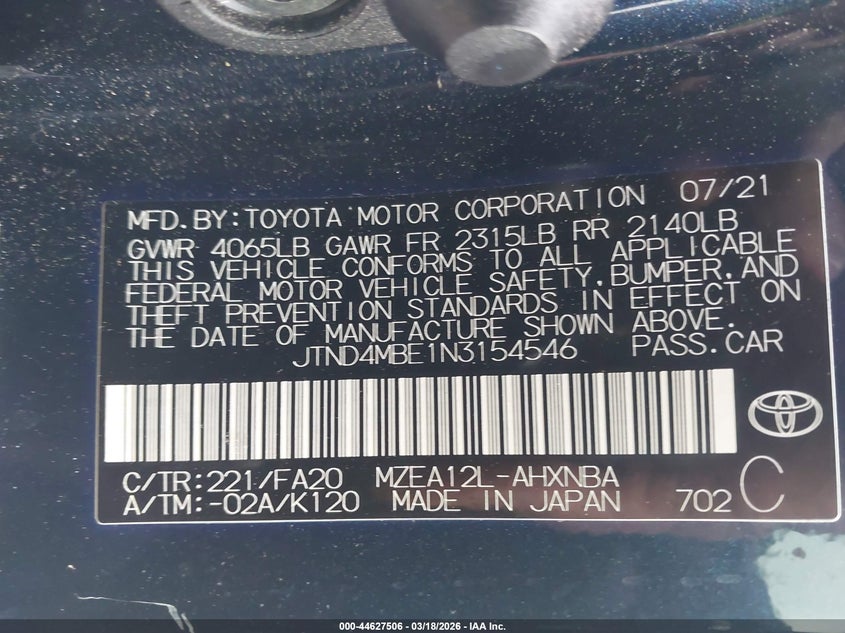 MFD.BY:TOYOTA MOTOR CORPORATION 07/21
GVWR 4065LB GAWR FR 2315LB RR 2140LB
THIS VEHICLE CONFORMS TO ALL APPLICABLE
FEDERAL MOTOR VEHICLE SAFETY,BUMPER,AND
THEFT PREVENTION STANDARDS IN EFFECT ON
THE DATE OF MANUFACTURE SHOWN ABOVE.
JTND4MBE1N3154546 PASS.CAR
C/TR:221/FA20 MZEA12L-AHXNBA C
A/TM:-02A/K120 MADE IN JAPAN 702
000-44627506 - 03/18/2026 - IAA Inc.